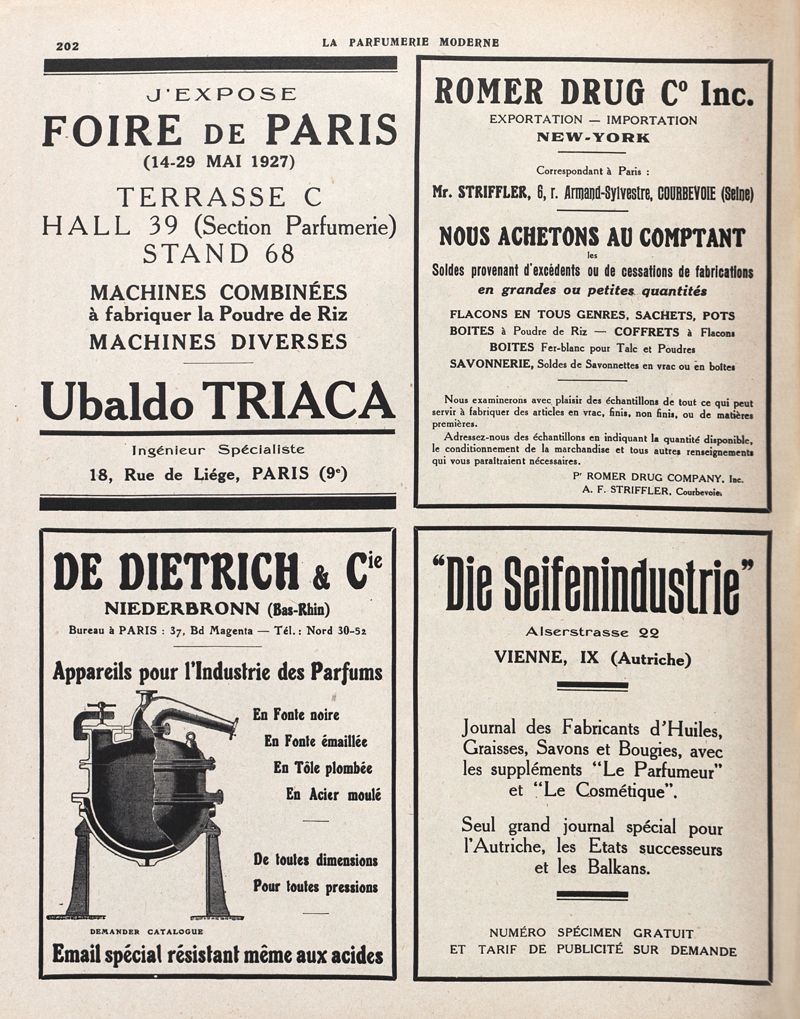 202
LA PARFUMERIE MODERNE
J'EXPOSE
FOIRE DE PARIS
(14-29 MAI 1927)
TERRASSE C
HALL 39 (Section Parfumerie)
STAND 68
MACHINES COMBINÉES
à fabriquer la Poudre de Riz
MACHINES DIVERSES
Ubaldo TRIACA
Ingénieur Spécialiste
18, Rue de Liége, PARIS (9e)
ROMER DRUG Co Inc.
EXPORTATION — IMPORTATION
NEW-YORK
Correspondant à Paris :
Mr. STRIFFLER, 6, r. Armand-Sylvestre, COURBEVOIE (Seine)
NOUS ACHETONS AU COMPTANT
les
Soldes provenant d'excédents ou de cessations de fabrications
en grandes ou petites quantités
FLACONS EN TOUS GENRES, SACHETS, POTS
BOITES à Poudre de Riz — COFFRETS à Flacons
BOITES Fer-blanc pour Talc et Poudres
SAVONNERIE, Soldes de Savonnettes en vrac ou en boîtes
Nous examinerons avec plaisir des échantillons de tout ce qui peut
servir à fabriquer des articles en vrac, finis, non finis, ou de matières
premières.
Adressez-nous des échantillons en indiquant la quantité disponible,
le conditionnement de la marchandise et tous autres renseignements
qui vous paraîtraient nécessaires.
Pr ROMER DRUG COMPANY, Inc.
A. F. STRIFFLER, Courbevoie.
DE DIETRICH & Cie
NIEDERBRONN (Bas-Rhin)
Bureau à PARIS : 37, Bd Magenta — Tél. : Nord 30-52
Appareils pour l'Industrie des Parfums
En Fonte noire
En Fonte émaillée
En Tôle plombée
En Acier moulé
De toutes dimensions
Pour toutes pressions
DEMANDER CATALOGUE
Email spécial résistant même aux acides
"Die Seifenindustrie"
Alserstrasse 22
VIENNE, IX (Autriche)
Journal des Fabricants d'Huiles,
Graisses, Savons et Bougies, avec
les suppléments "Le Parfumeur"
et "Le Cosmétique".
Seul grand journal spécial pour
l'Autriche, les Etats successeurs
et les Balkans.
NUMÉRO SPÉCIMEN GRATUIT
ET TARIF DE PUBLICITÉ SUR DEMANDE